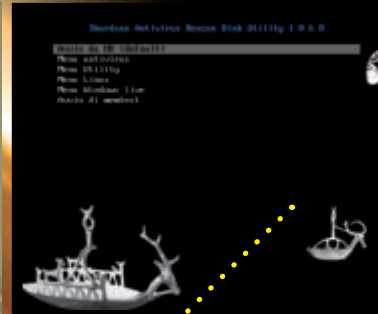 Shardana Antivirus Rescue Disk Utility 1.0.6.0
Avvio da HD (default)
Menu antivirus
Menu Utility
Menu Linux
Menu Windows live
Avvio di memtest